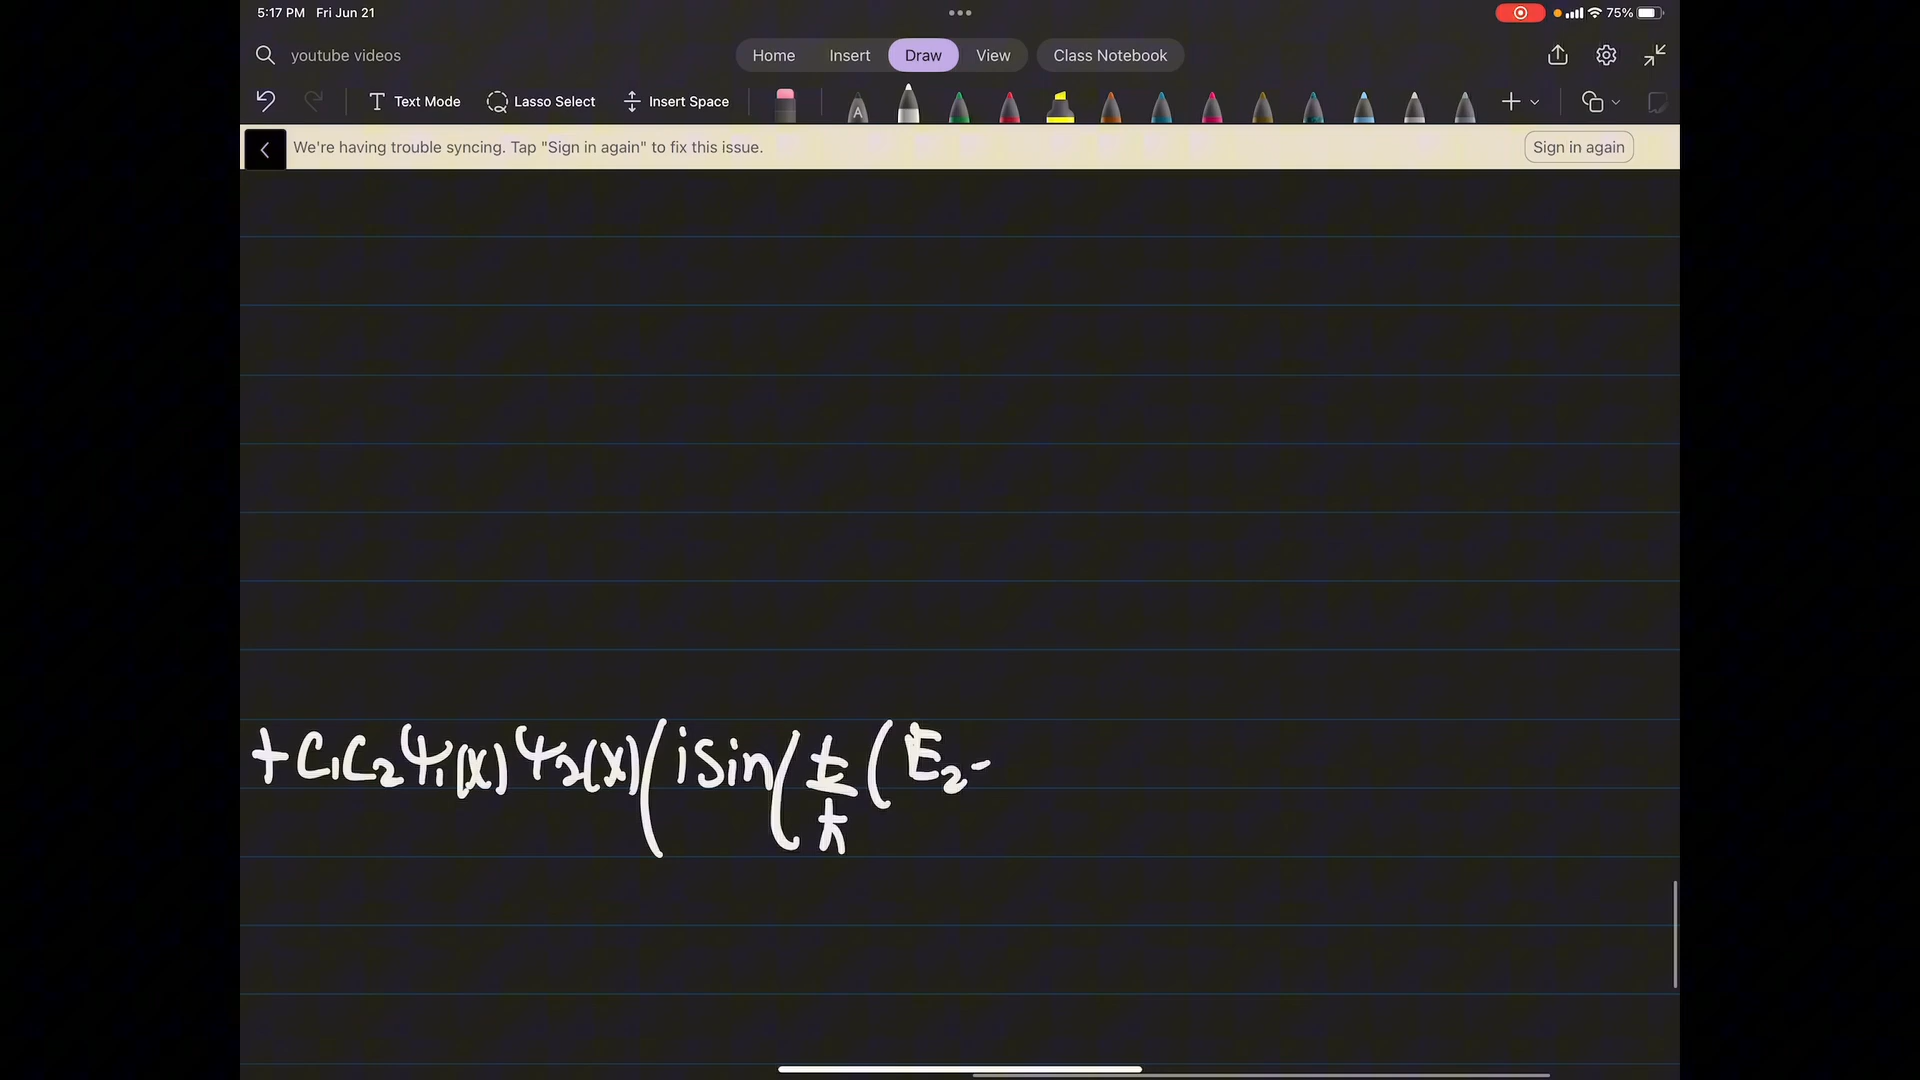 5:17 PM Fri Jun 21 75%
youtube videos Home Insert Draw View Class Notebook
T Text Mode Lasso Select Insert Space A
We're having trouble syncing. Tap "Sign in again" to fix this issue. Sign in again
+ C₁C₂Ψ₁(x)Ψ₂(x)(iSin(t/ħ(E₂-